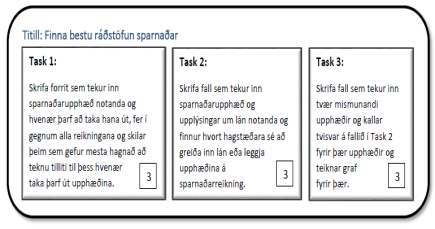 Titill: Finna bestu ráðstöfun sparnaðar
Task 1:
Skrifa forrit sem tekur inn
sparnaðarupphæð notanda og
hvenær þarf að taka hana út, fer í
gegnum alla reikningana og skilar
þeim sem gefur mesta hagnað að
teknu tilliti til þess hvenær
taka þarf út upphæðina.
3
Task 2:
Skrifa fall sem tekur inn
sparnaðarupphæð og
upplýsingar um lán notanda og
finnur hvort hagstæðara sé að
greiða inn lán eða leggja
upphæðina á
sparnaðarreikning.
3
Task 3:
Skrifa fall sem tekur inn
tvær mismunandi
upphæðir og kallar
tvisvar á fallið í Task 2
fyrir þær upphæðir og
teiknar graf
fyrir þær.
3